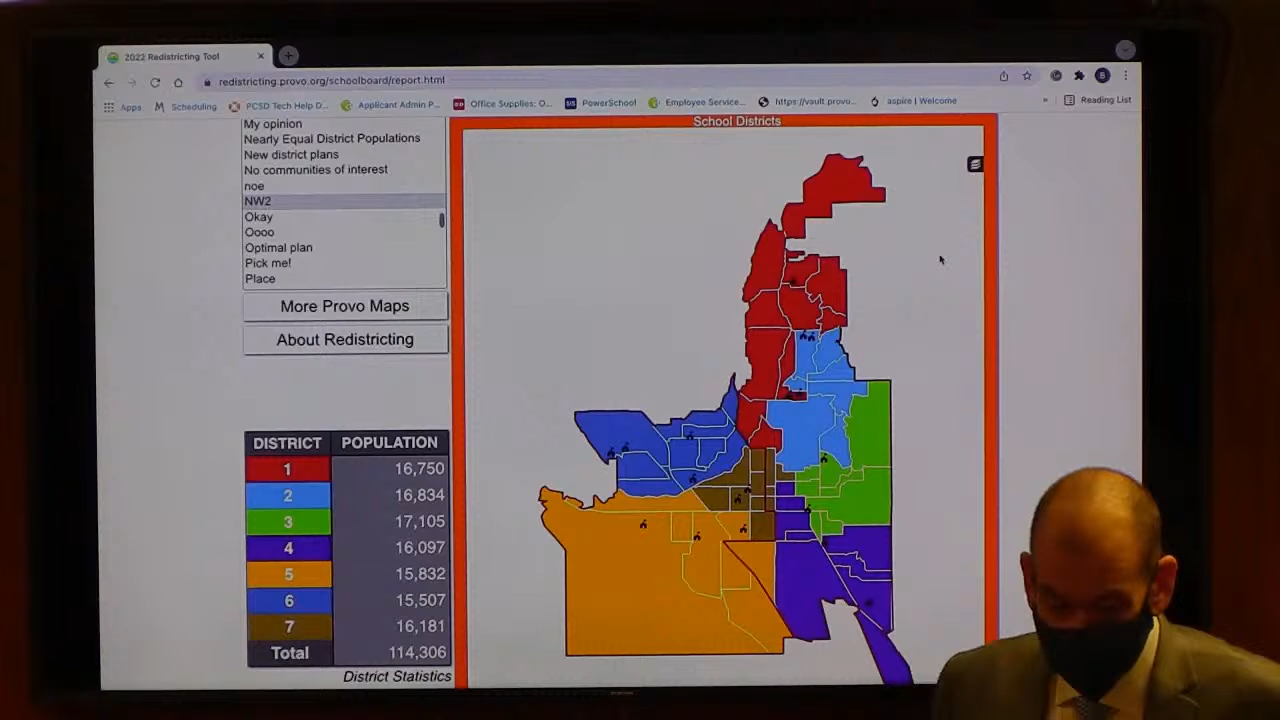 2022 Redistricting Tool
redistricting.provo.org/schoolboard/report.html
B
Apps
Scheduling
PCSD Tech Help D...
Applicant Admin P...
Office Supplies: O...
PowerSchool
Employee Service...
https://vault.provo...
aspire | Welcome
»
Reading List
My opinion
Nearly Equal District Populations
New district plans
No communities of interest
noe
NW2
Okay
Oooo
Optimal plan
Pick me!
Place
More Provo Maps
About Redistricting
School Districts
DISTRICT POPULATION
1 16,750
2 16,834
3 17,105
4 16,097
5 15,832
6 15,507
7 16,181
Total 114,306
District Statistics